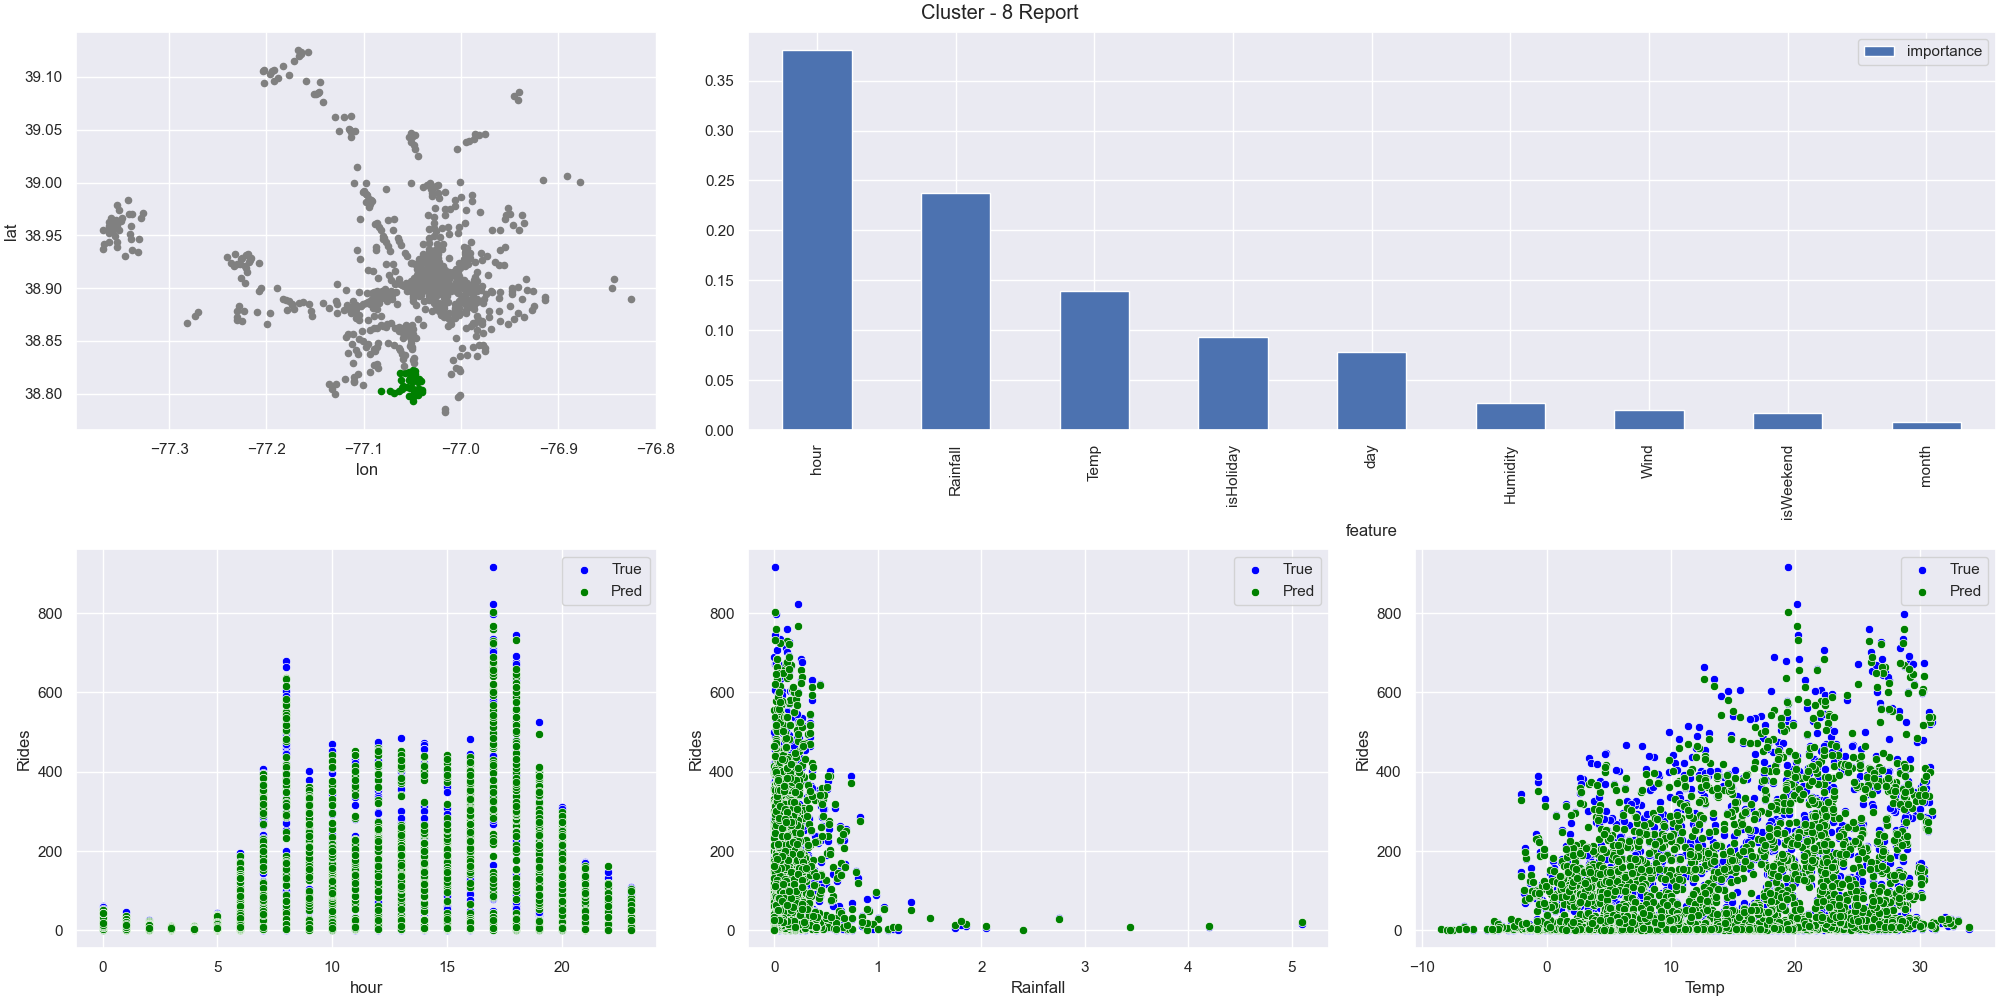 Cluster - 8 Report
39.10
39.05
39.00
38.95
38.90
38.85
38.80
lat
−77.3 −77.2 −77.1 −77.0 −76.9 −76.8
lon
importance
0.35
0.30
0.25
0.20
0.15
0.10
0.05
0.00
hour Rainfall Temp isHoliday day Humidity Wind isWeekend month
feature
True
Pred
800
600
400
200
0
Rides
0 5 10 15 20
hour
True
Pred
800
600
400
200
0
Rides
0 1 2 3 4 5
Rainfall
True
Pred
800
600
400
200
0
Rides
−10 0 10 20 30
Temp